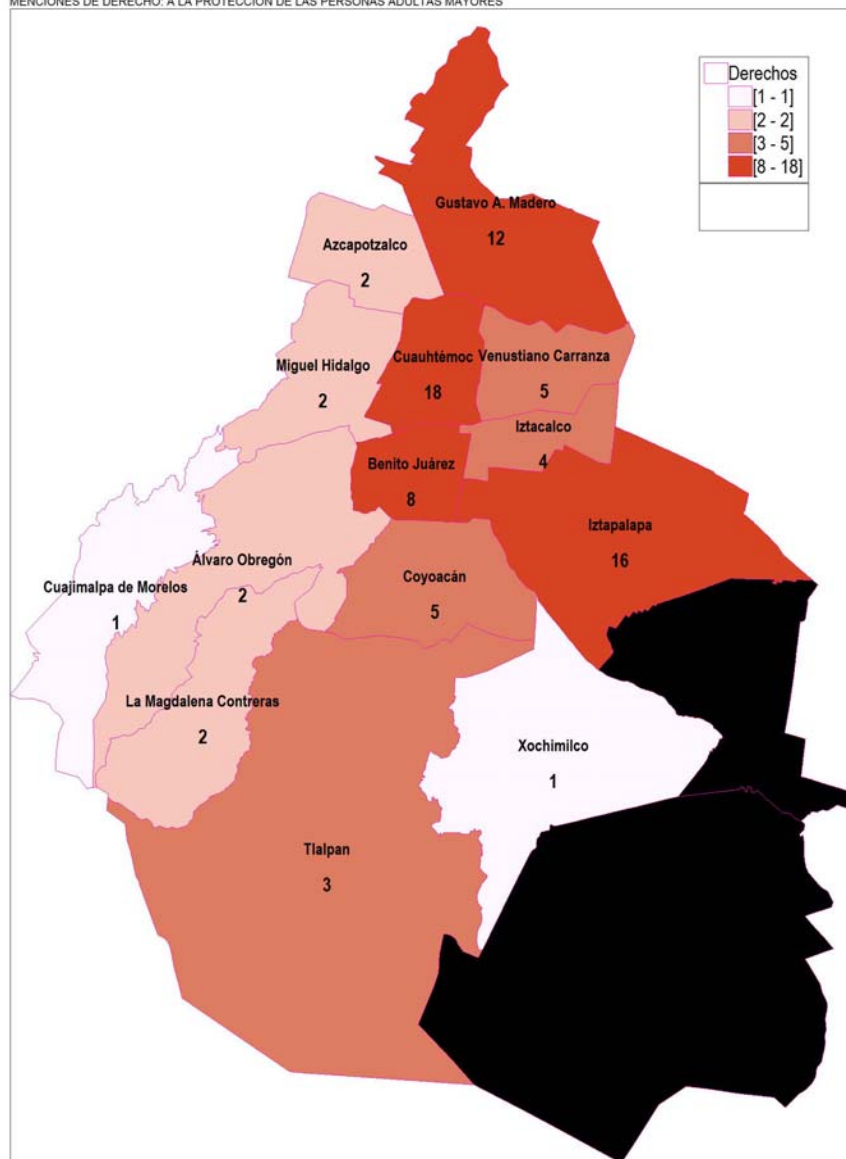 MENCIONES DE DERECHO: A LA PROTECCIÓN DE LAS PERSONAS ADULTAS MAYORES
Derechos
[1 - 1]
[2 - 2]
[3 - 5]
[8 - 18]
Gustavo A. Madero
12
Azcapotzalco
2
Miguel Hidalgo
2
Cuauhtémoc
18
Venustiano Carranza
5
Iztacalco
4
Benito Juárez
8
Iztapalapa
16
Álvaro Obregón
2
Coyoacán
5
Cuajimalpa de Morelos
1
La Magdalena Contreras
2
Xochimilco
1
Tlalpan
3